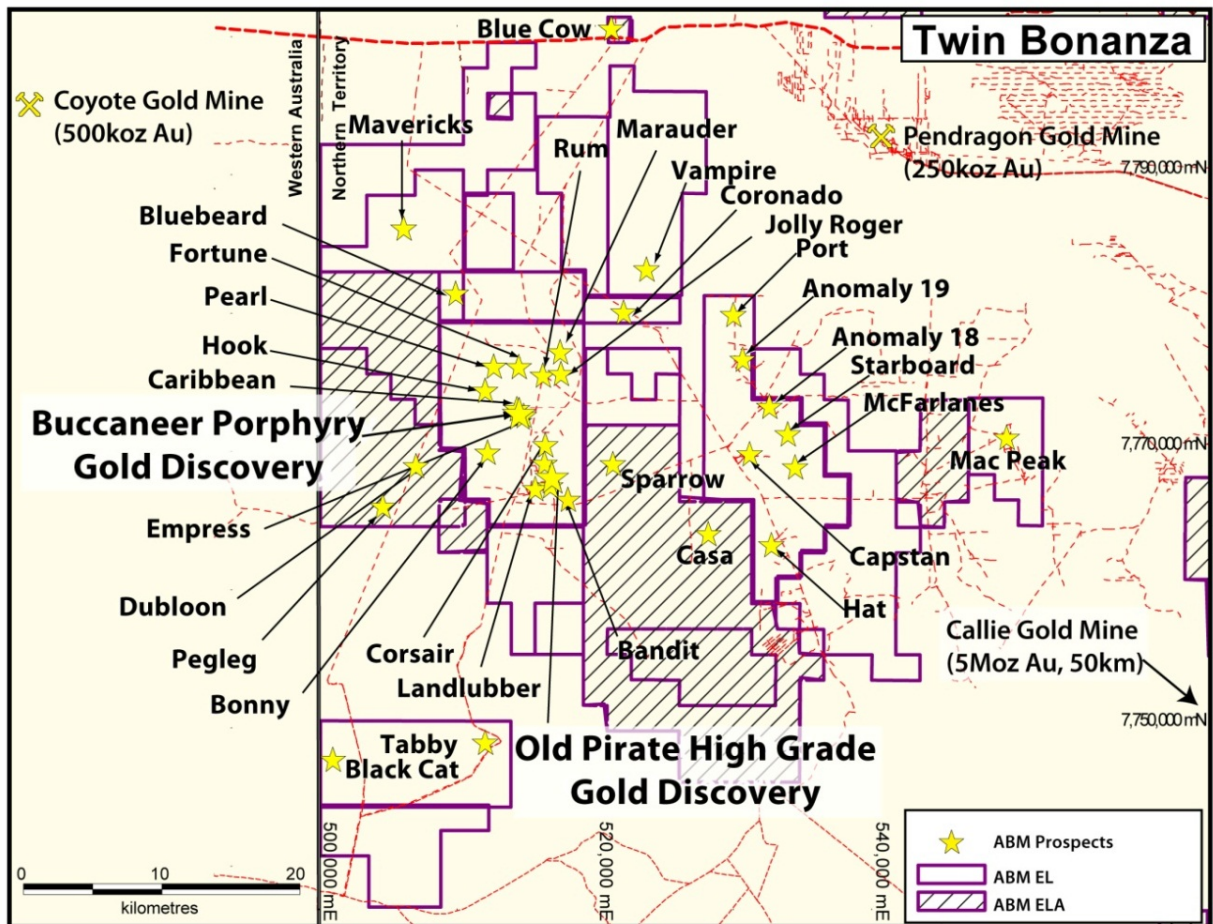 Blue Cow
Twin Bonanza
Coyote Gold Mine
(500koz Au)
Western Australia
Northern Territory
Mavericks
Marauder
Rum
Pendragon Gold Mine
(250koz Au)
7,790,000 mN
Vampire
Coronado
Bluebeard
Jolly Roger
Fortune
Port
Pearl
Anomaly 19
Hook
Anomaly 18
Caribbean
Starboard
McFarlanes
Buccaneer Porphyry
Gold Discovery
7,770,000 mN
Mac Peak
Sparrow
Empress
Casa
Capstan
Dubloon
Hat
Pegleg
Corsair
Bandit
Callie Gold Mine
(5Moz Au, 50km)
Landlubber
Bonny
7,750,000 mN
Tabby
Black Cat
Old Pirate High Grade
Gold Discovery
500,000 mE
520,000 mE
540,000 mE
ABM Prospects
ABM EL
ABM ELA
0 10 20
kilometres